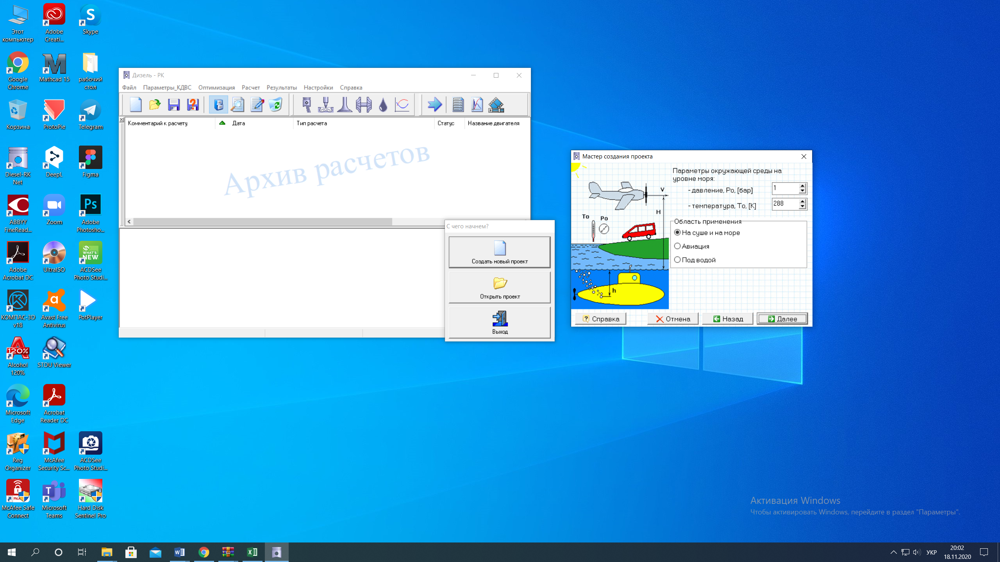 Этот
компьютер
Adobe
Creati...
Skype
Google
Chrome
Mathcad 15
рабочий
стол
Корзина
ProtoPie
Telegram
Diesel-RK
Net
DeepL
Figma
ABBYY
FineRead...
Zoom
Ps
Adobe
Photosho...
Adobe
Acrobat DC
UltraISO
WHAT'S
NEW
ACDSee
Photo Studi...
КОМПАС-3D
v18
Avast Free
Antivirus
PotPlayer
120%
Alcohol
120%
STDU Viewer
Microsoft
Edge
Acrobat
Reader DC
Reg
Organizer
McAfee
Security Sc...
ACDSee
Photo Studi...
McAfee Safe
Connect
Microsoft
Teams
Hard Disk
Sentinel Pro
Дизель - РК
Файл Параметры_КДВС Оптимизация Расчет Результаты Настройки Справка
Комментарий к расчету Дата Тип расчета Статус Название двигателя
Архив расчетов
С чего начнем?
Создать новый проект
Открыть проект
Выход
Мастер создания проекта
Параметры окружающей среды на
уровне моря:
- давление, Po, [бар] 1
- температура, To, [K] 288
V
H
To
Po
h
Область применения
На суше и на море
Авиация
Под водой
Справка Отмена Назад Далее
Активация Windows
Чтобы активировать Windows, перейдите в раздел "Параметры".
УКР
20:02
18.11.2020